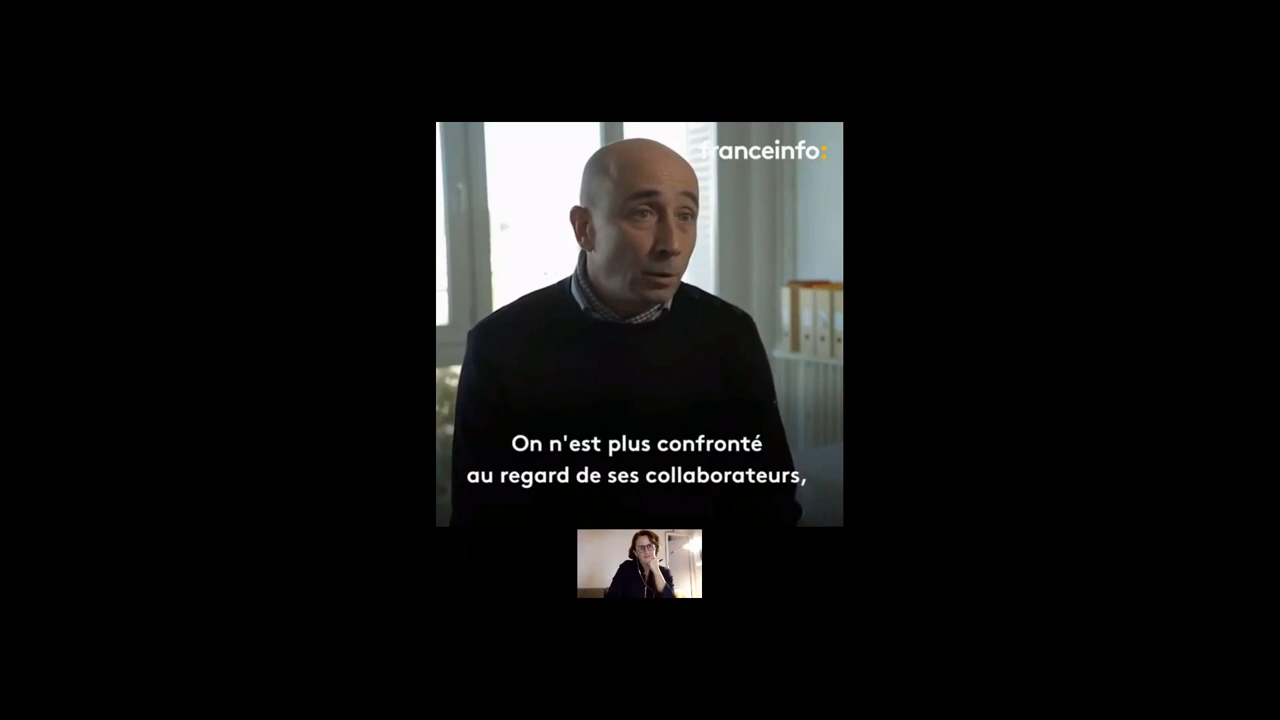 franceinfo:
On n'est plus confronté
au regard de ses collaborateurs,